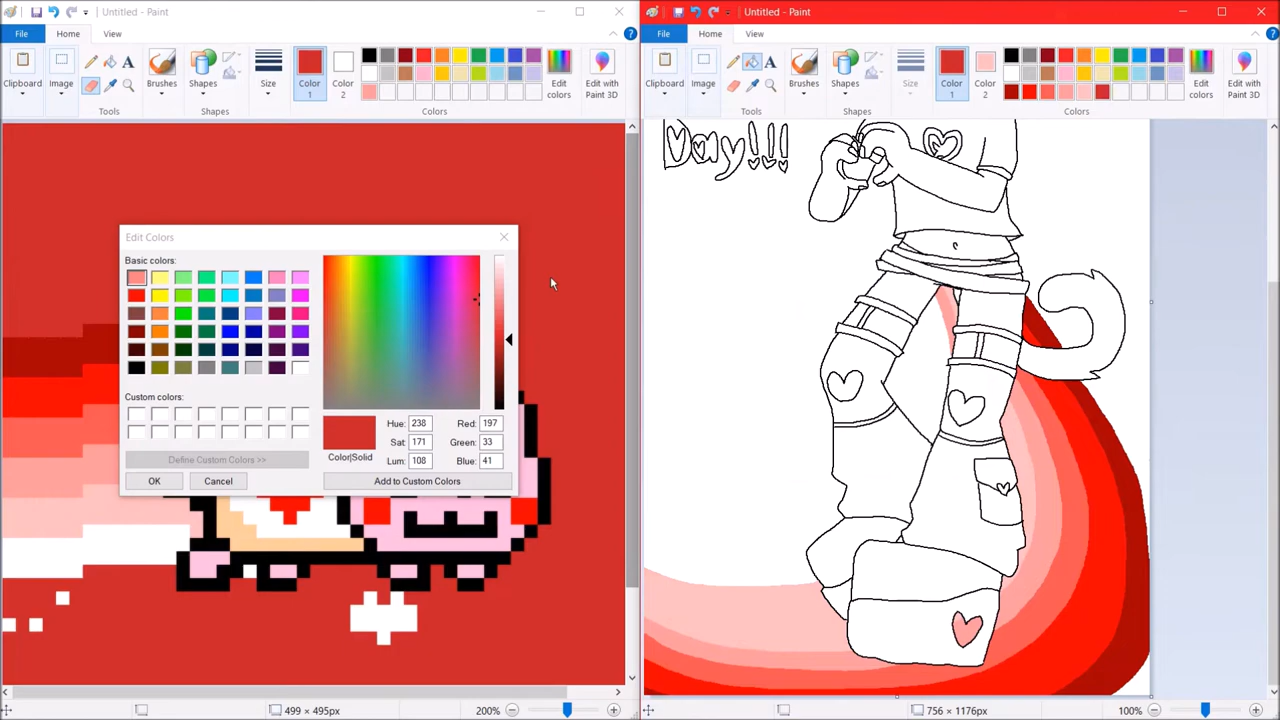 Untitled - Paint
File Home View
Clipboard Image Brushes Shapes Size Color 1 Color 2 Edit colors Edit with Paint 3D
Tools Shapes Colors
Edit Colors
Basic colors:
Custom colors:
Define Custom Colors >>
OK Cancel
Hue: 238 Red: 197
Sat: 171 Green: 33
Color|Solid Lum: 108 Blue: 41
Add to Custom Colors
499 × 495px 200%
Untitled - Paint
File Home View
Clipboard Image A Brushes Shapes Size Color 1 Color 2 Edit colors Edit with Paint 3D
Tools Shapes Colors
Day!!!
756 × 1176px 100%